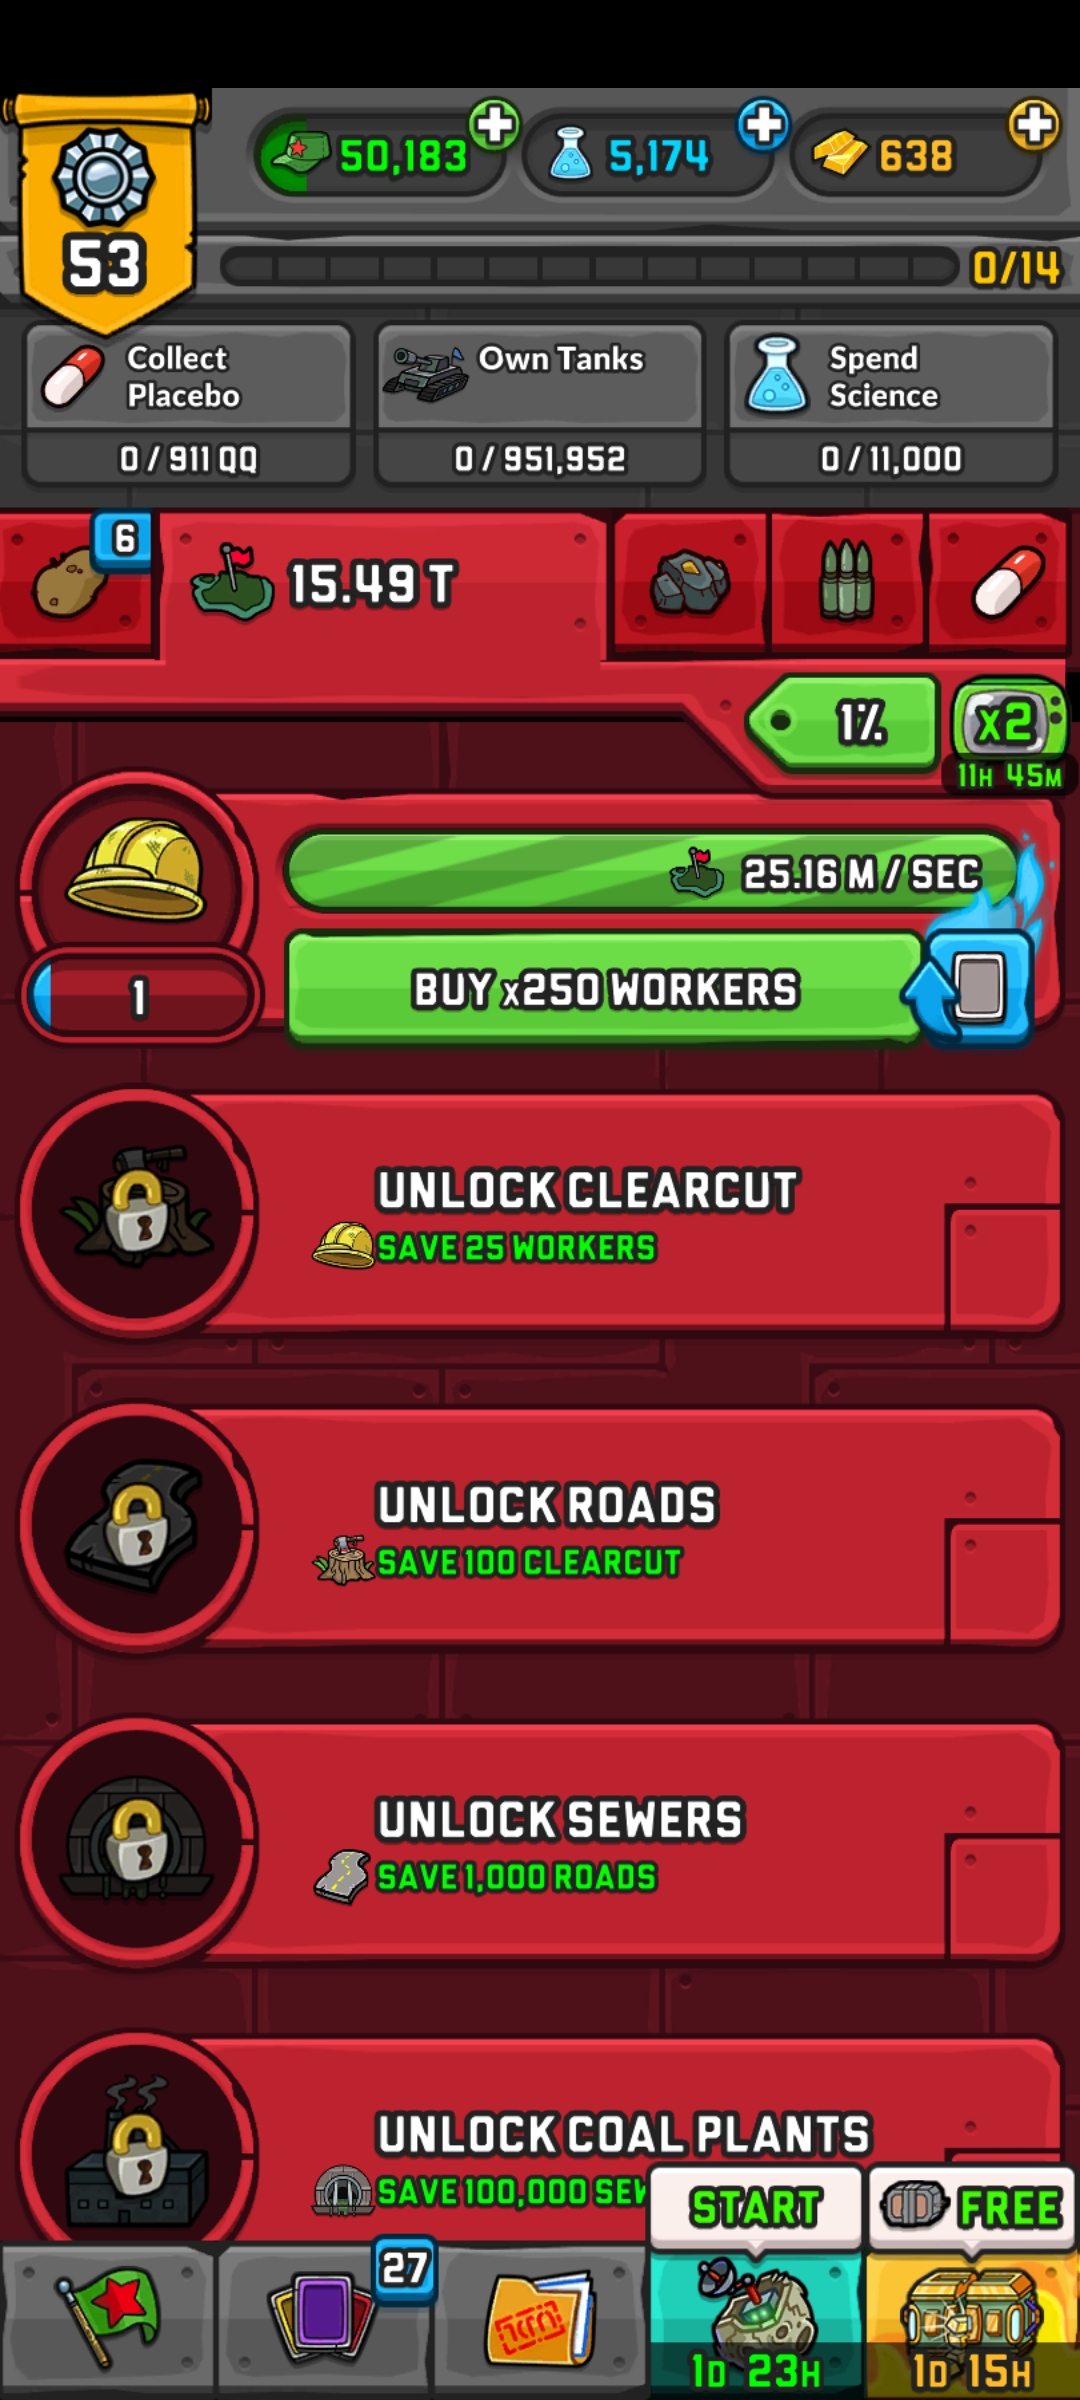 50,183
5,174
638
53
0/14
Collect
Placebo
Own Tanks
Spend
Science
0 / 911 QQ
0 / 951,952
0 / 11,000
6
15.49 T
1%
x2
11H 45M
25.16 M / SEC
1
BUY x250 WORKERS
UNLOCK CLEARCUT
SAVE 25 WORKERS
UNLOCK ROADS
SAVE 100 CLEARCUT
UNLOCK SEWERS
SAVE 1,000 ROADS
UNLOCK COAL PLANTS
SAVE 100,000 SEW
START
FREE
27
1D 23H
1D 15H